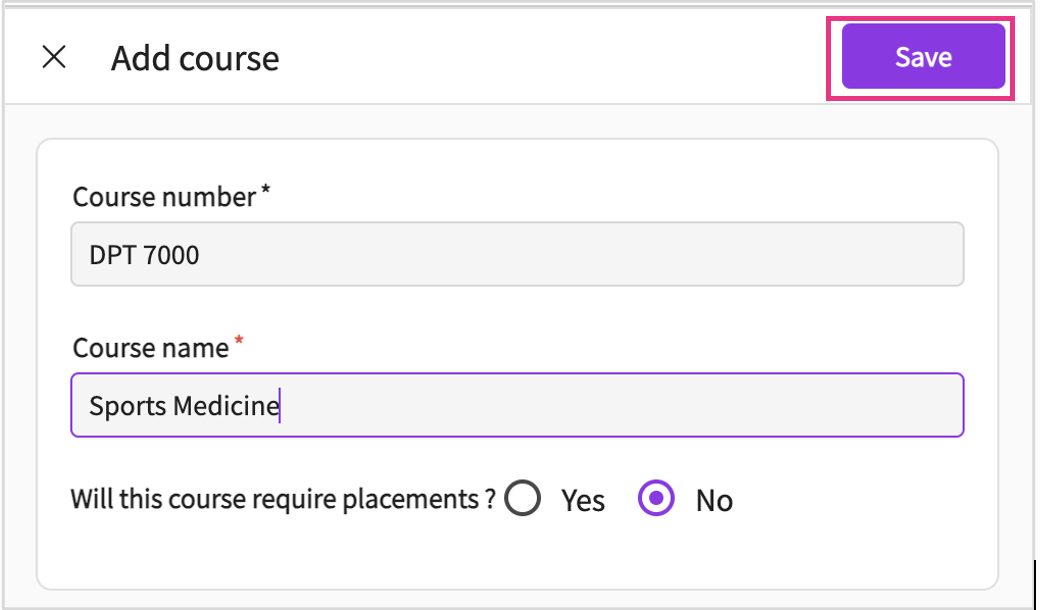 Add course
Save
Course number *
DPT 7000
Course name *
Sports Medicine
Will this course require placements ? Yes No